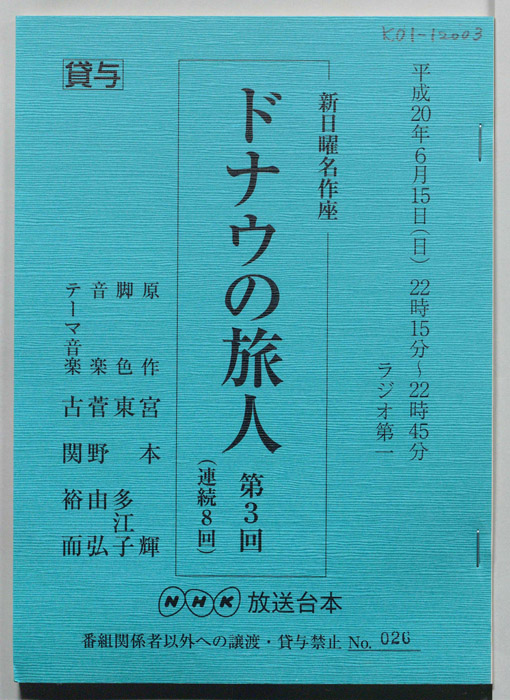 K01-12003
貸与
平成20年6月15日(日) 22時15分~22時45分
ラジオ第一
新日曜名作座
ドナウの旅人 第3回
(連続8回)
原作 宮本輝
脚色 東多江子
音楽 菅野由弘
テーマ音楽 古関裕而
NHK 放送台本
番組関係者以外への譲渡・貸与禁止 No. 026